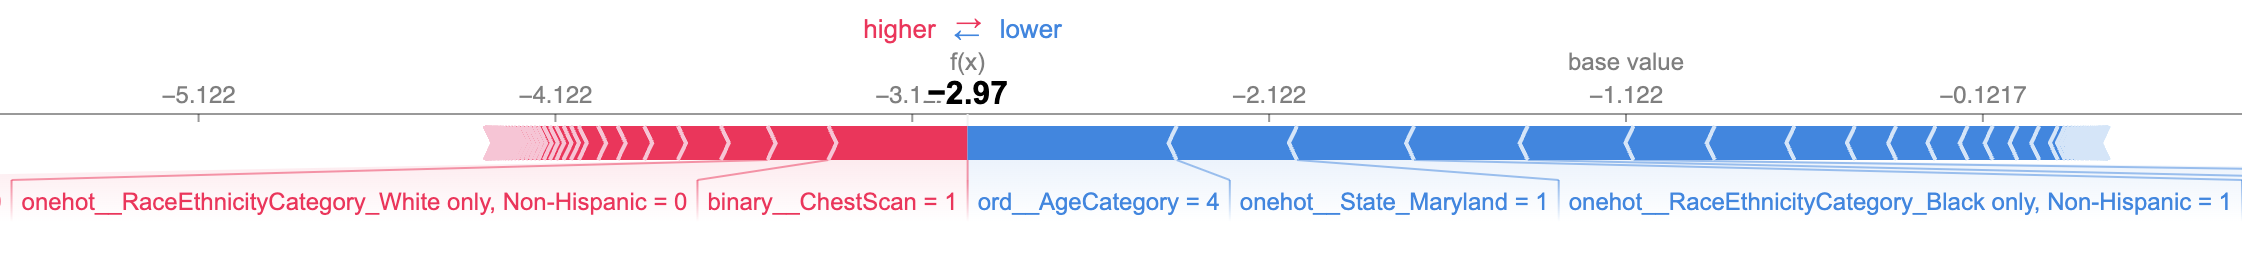 higher ⇄ lower
f(x) base value
−5.122 −4.122 −3.1 −2.97 −2.122 −1.122 −0.1217
onehot__RaceEthnicityCategory_White only, Non-Hispanic = 0 binary__ChestScan = 1 ord__AgeCategory = 4 onehot__State_Maryland = 1 onehot__RaceEthnicityCategory_Black only, Non-Hispanic = 1